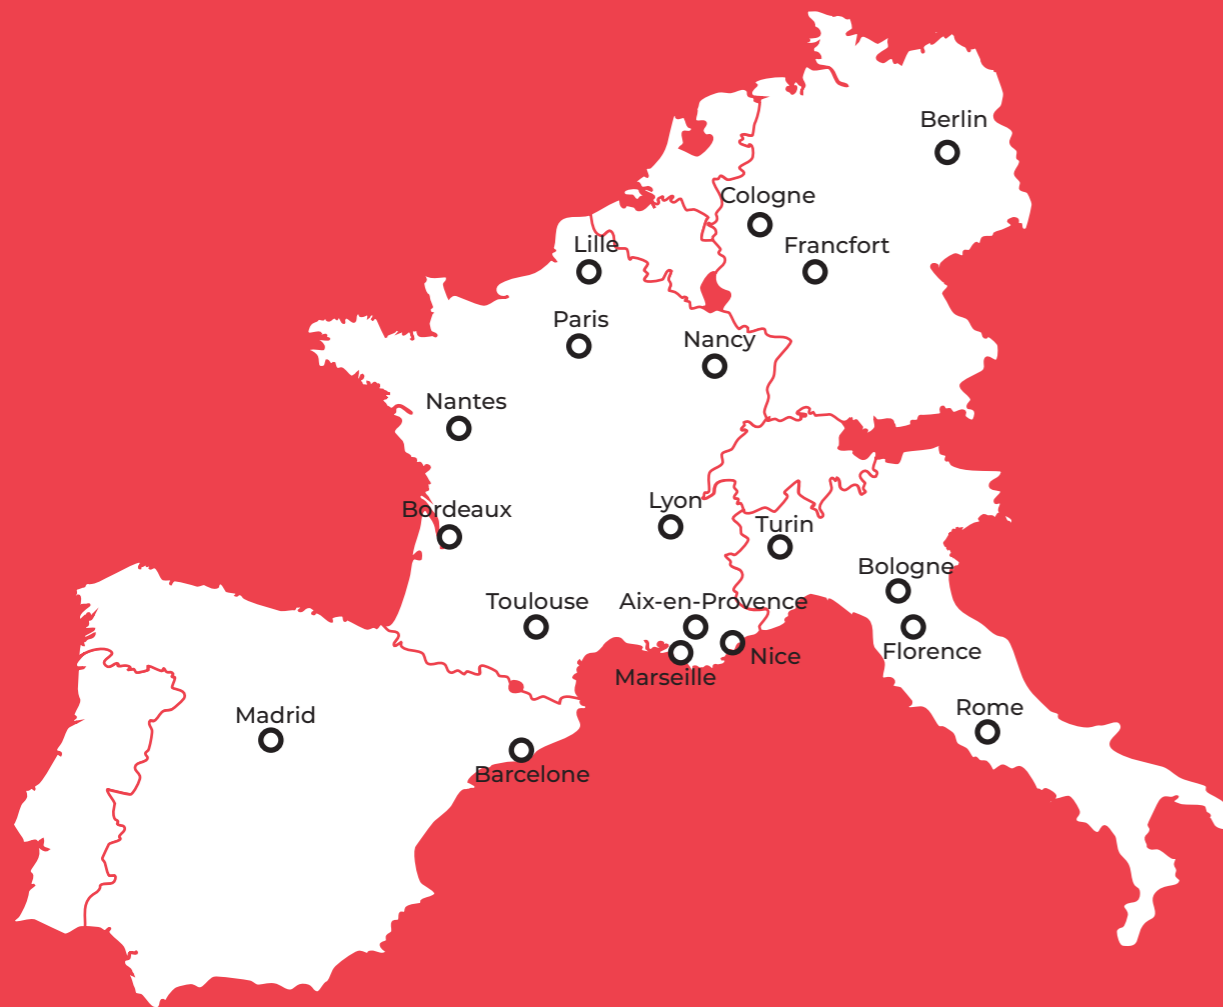 Berlin
Cologne
Lille
Francfort
Paris
Nancy
Nantes
Lyon
Bordeaux
Turin
Bologne
Toulouse
Aix-en-Provence
Florence
Nice
Marseille
Rome
Madrid
Barcelone